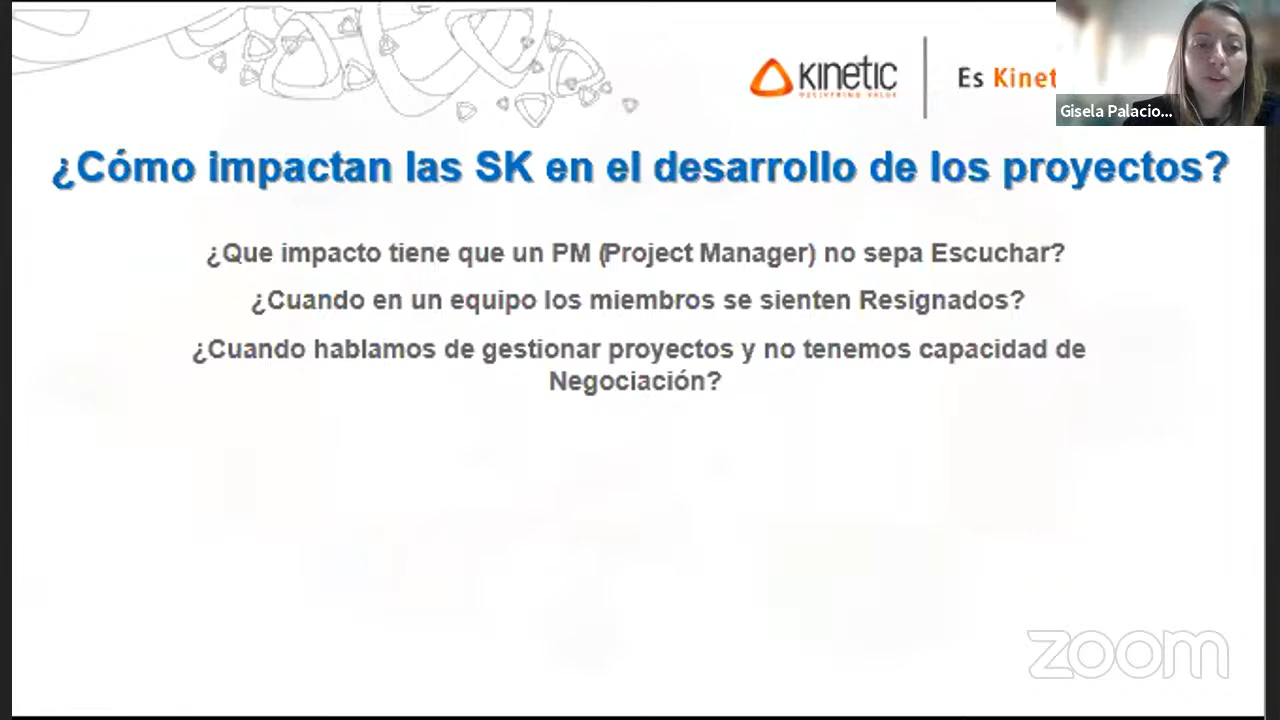 KINETIC
DELIVERING VALUE
Es Kinet
Gisela Palacio...
¿Cómo impactan las SK en el desarrollo de los proyectos?
¿Que impacto tiene que un PM (Project Manager) no sepa Escuchar?
¿Cuando en un equipo los miembros se sienten Resignados?
¿Cuando hablamos de gestionar proyectos y no tenemos capacidad de
Negociación?
zoom